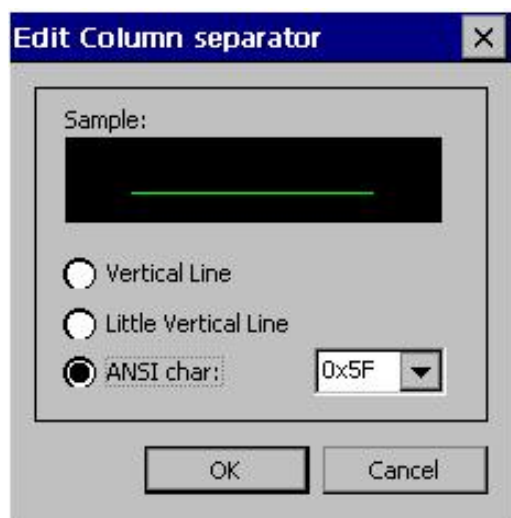 Edit Column separator
Sample:
Vertical Line
Little Vertical Line
ANSI char: 0x5F
OK Cancel